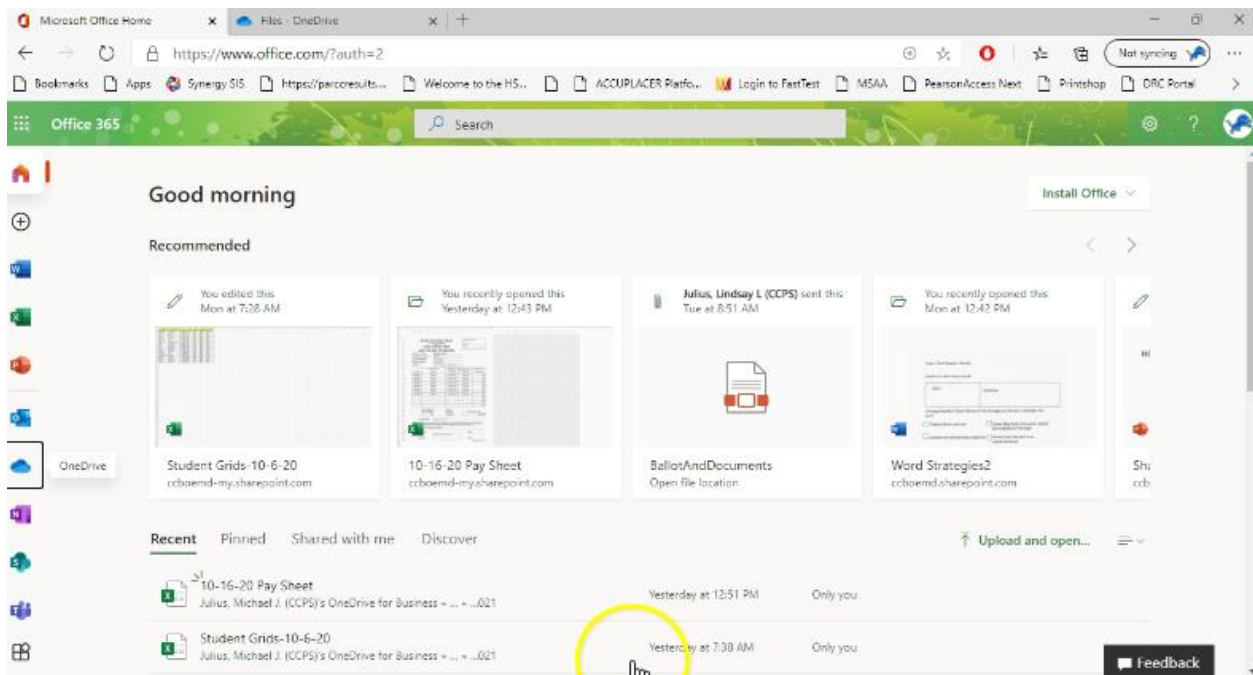 Microsoft Office Home
Files - OneDrive
https://www.office.com/?auth=2
Not syncing
Bookmarks Apps Synergy SIS https://parccresults... Welcome to the HS... ACCUPLACER Platfo... Login to FastTest MSAA PearsonAccess Next Printshop DRC Portal
Office 365
Search
Good morning
Install Office
Recommended
You edited this
Mon at 7:28 AM
Student Grids-10-6-20
ccboemd-my.sharepoint.com
You recently opened this
Yesterday at 12:43 PM
10-16-20 Pay Sheet
ccboemd-my.sharepoint.com
Julius, Lindsay L (CCPS) sent this
Tue at 8:51 AM
BallotAndDocuments
Open file location
You recently opened this
Mon at 12:42 PM
Word Strategies2
ccboemd.sharepoint.com
OneDrive
Recent Pinned Shared with me Discover
Upload and open...
10-16-20 Pay Sheet
Julius, Michael J. (CCPS)'s OneDrive for Business » ... » ...021
Yesterday at 12:51 PM
Only you
Student Grids-10-6-20
Julius, Michael J. (CCPS)'s OneDrive for Business » ... » ...021
Yesterday at 7:38 AM
Only you
Feedback